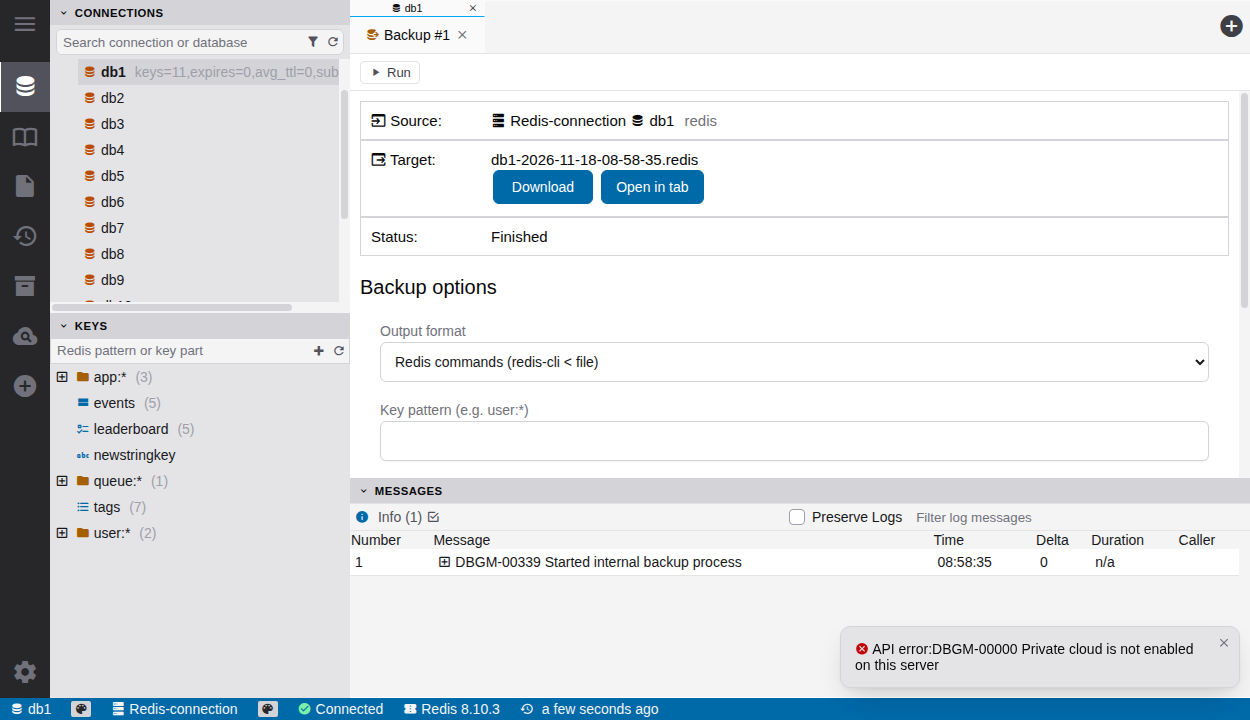 CONNECTIONS
Search connection or database
db1 keys=11,expires=0,avg_ttl=0,sub
db2
db3
db4
db5
db6
db7
db8
db9
KEYS
Redis pattern or key part
app:* (3)
events (5)
leaderboard (5)
abc newstringkey
queue:* (1)
tags (7)
user:* (2)
db1
Backup #1
Run
Source: Redis-connection db1 redis
Target: db1-2026-11-18-08-58-35.redis
Download Open in tab
Status: Finished
Backup options
Output format
Redis commands (redis-cli < file)
Key pattern (e.g. user:*)
MESSAGES
Info (1) Preserve Logs Filter log messages
Number Message Time Delta Duration Caller
1 DBGM-00339 Started internal backup process 08:58:35 0 n/a
API error:DBGM-00000 Private cloud is not enabled
on this server
db1 Redis-connection Connected Redis 8.10.3 a few seconds ago